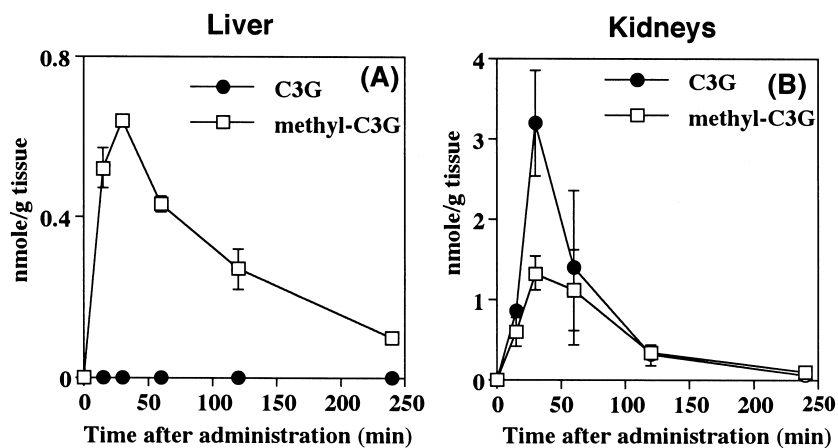 Liver
Kidneys
(A)
C3G
methyl-C3G
nmole/g tissue
0.8
0.4
0
0 50 100 150 200 250
Time after administration (min)
(B)
C3G
methyl-C3G
nmole/g tissue
4
3
2
1
0
0 50 100 150 200 250
Time after administration (min)